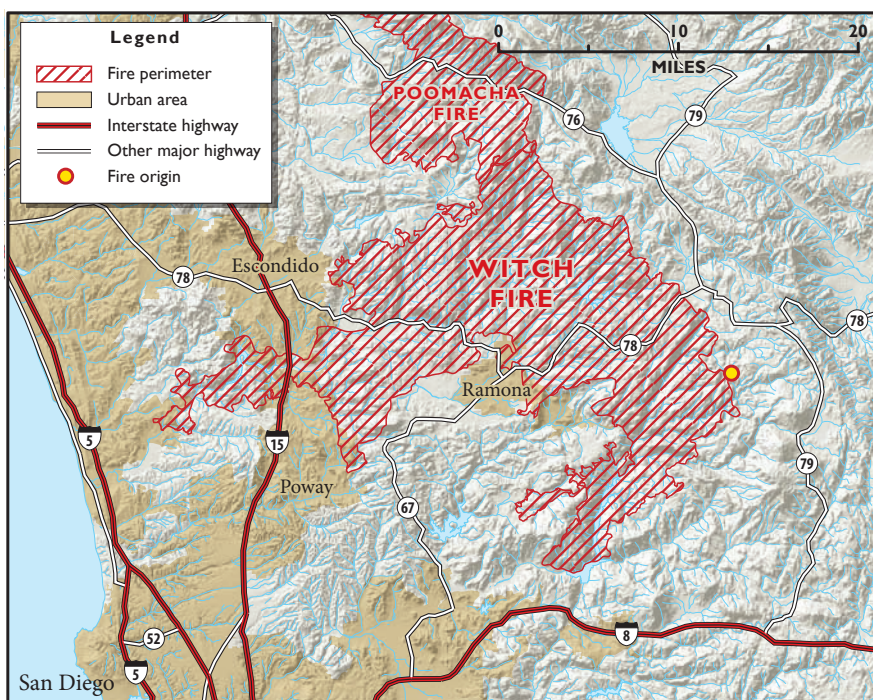 Legend
Fire perimeter
Urban area
Interstate highway
Other major highway
Fire origin
0 10 20
MILES
POOMACHA
FIRE
76
79
WITCH
FIRE
Escondido
78
78
78
Ramona
5
15
Poway
67
79
52
8
San Diego
5